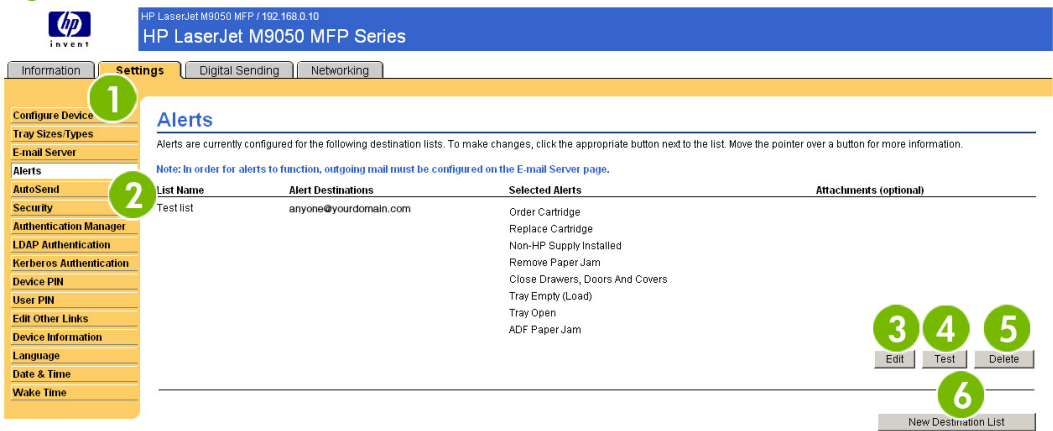 hp
invent
HP LaserJet M9050 MFP / 192.168.0.10
HP LaserJet M9050 MFP Series
Information Settings Digital Sending Networking
1
Configure Device
Tray Sizes/Types
E-mail Server
Alerts
AutoSend
Security
Authentication Manager
LDAP Authentication
Kerberos Authentication
Device PIN
User PIN
Edit Other Links
Device Information
Language
Date & Time
Wake Time
Alerts
Alerts are currently configured for the following destination lists. To make changes, click the appropriate button next to the list. Move the pointer over a button for more information.
Note: In order for alerts to function, outgoing mail must be configured on the E-mail Server page.
2
List Name Alert Destinations Selected Alerts Attachments (optional)
Test list anyone@yourdomain.com Order Cartridge
Replace Cartridge
Non-HP Supply Installed
Remove Paper Jam
Close Drawers, Doors And Covers
Tray Empty (Load)
Tray Open
ADF Paper Jam
3 4 5
Edit Test Delete
6
New Destination List